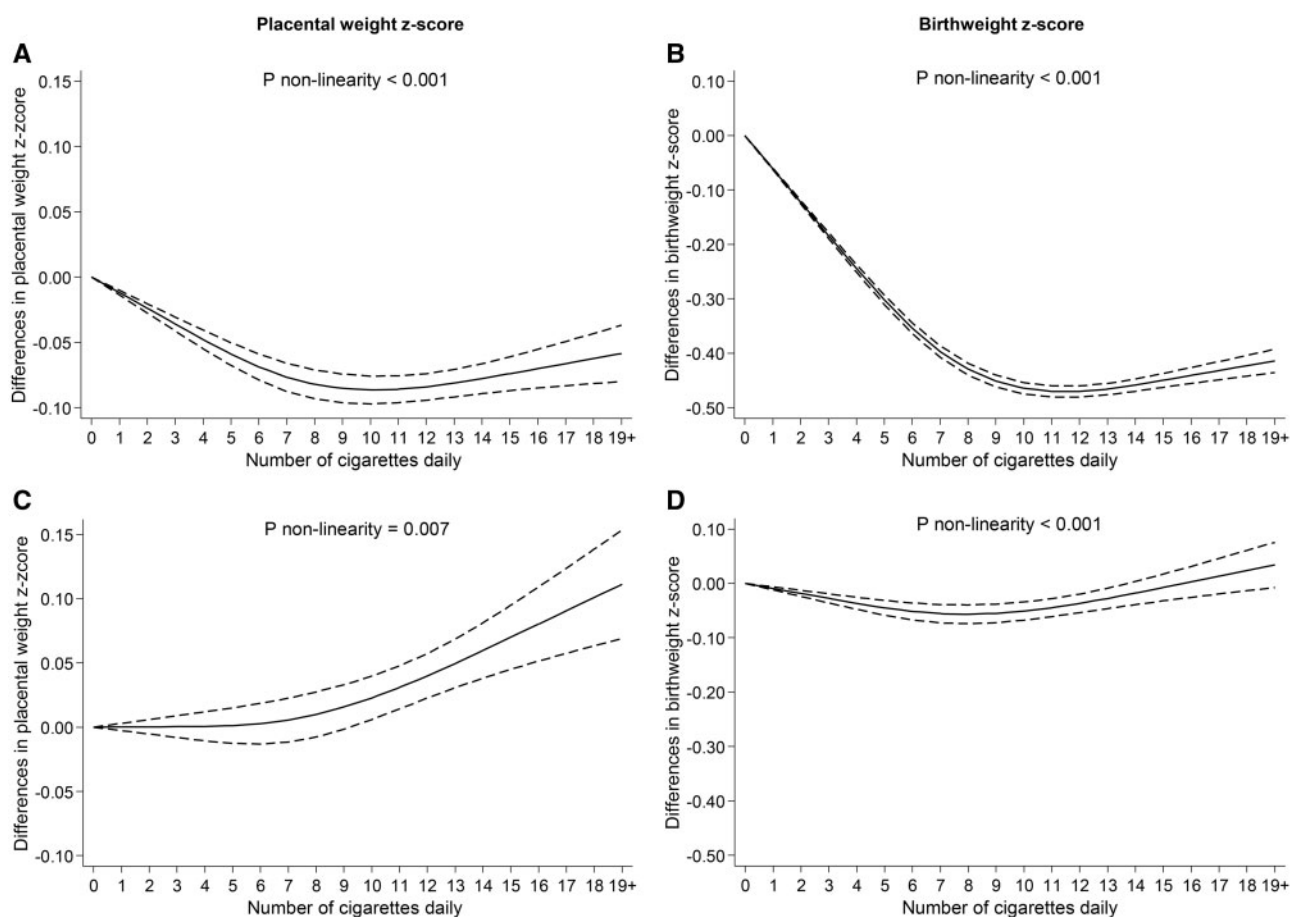 Placental weight z-score
Birthweight z-score
A
P non-linearity < 0.001
Differences in placental weight z-zcore
0.15
0.10
0.05
0.00
-0.05
-0.10
0 1 2 3 4 5 6 7 8 9 10 11 12 13 14 15 16 17 18 19+
Number of cigarettes daily
B
P non-linearity < 0.001
Differences in birthweight z-score
0.10
0.00
-0.10
-0.20
-0.30
-0.40
-0.50
0 1 2 3 4 5 6 7 8 9 10 11 12 13 14 15 16 17 18 19+
Number of cigarettes daily
C
P non-linearity = 0.007
Differences in placental weight z-zcore
0.15
0.10
0.05
0.00
-0.05
-0.10
0 1 2 3 4 5 6 7 8 9 10 11 12 13 14 15 16 17 18 19+
Number of cigarettes daily
D
P non-linearity < 0.001
Differences in birthweight z-score
0.10
0.00
-0.10
-0.20
-0.30
-0.40
-0.50
0 1 2 3 4 5 6 7 8 9 10 11 12 13 14 15 16 17 18 19+
Number of cigarettes daily